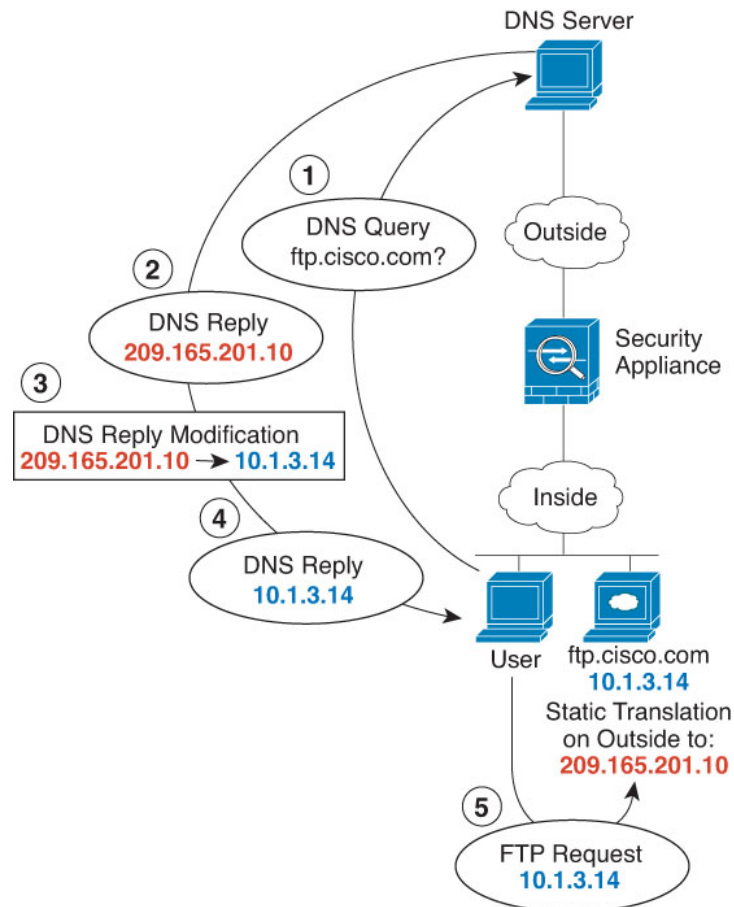 DNS Server
1
DNS Query
ftp.cisco.com?
Outside
2
DNS Reply
209.165.201.10
Security
Appliance
3
DNS Reply Modification
209.165.201.10 → 10.1.3.14
Inside
4
DNS Reply
10.1.3.14
User
ftp.cisco.com
10.1.3.14
Static Translation
on Outside to:
209.165.201.10
5
FTP Request
10.1.3.14